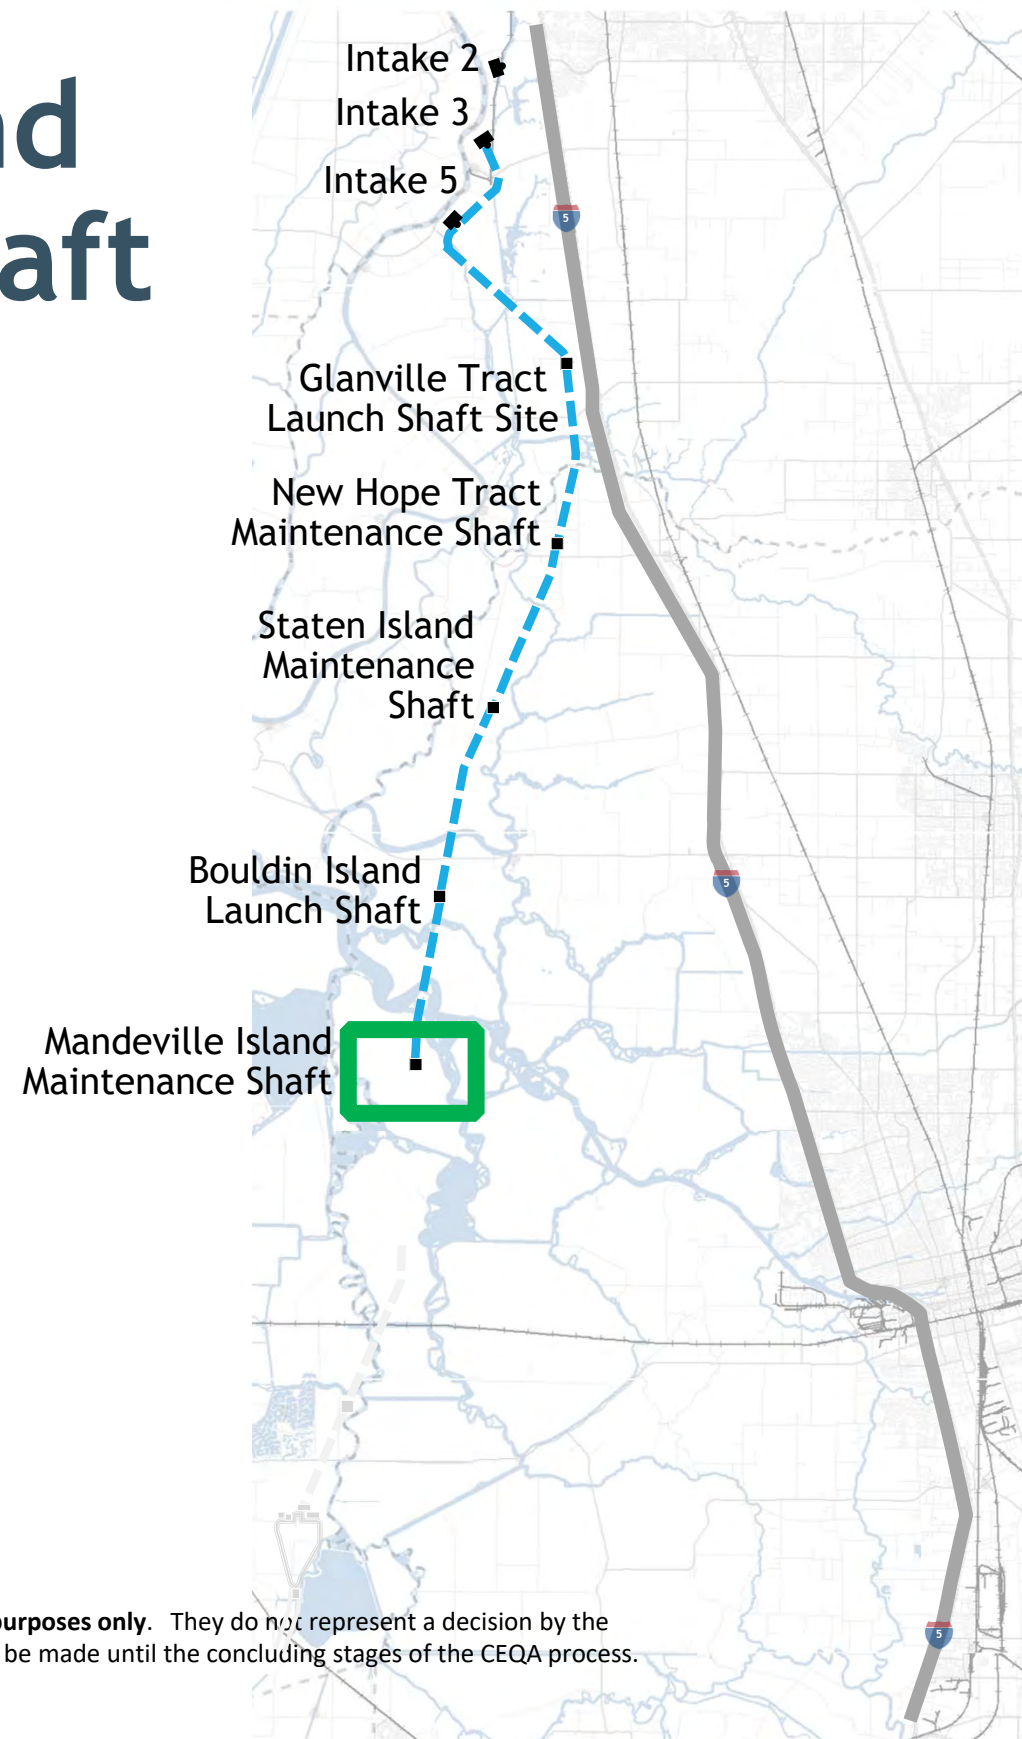 nd
aft
Intake 2
Intake 3
Intake 5
5
Glanville Tract
Launch Shaft Site
New Hope Tract
Maintenance Shaft
Staten Island
Maintenance
Shaft
Bouldin Island
Launch Shaft
5
Mandeville Island
Maintenance Shaft
5
purposes only.   They do not represent a decision by the
be made until the concluding stages of the CEQA process.